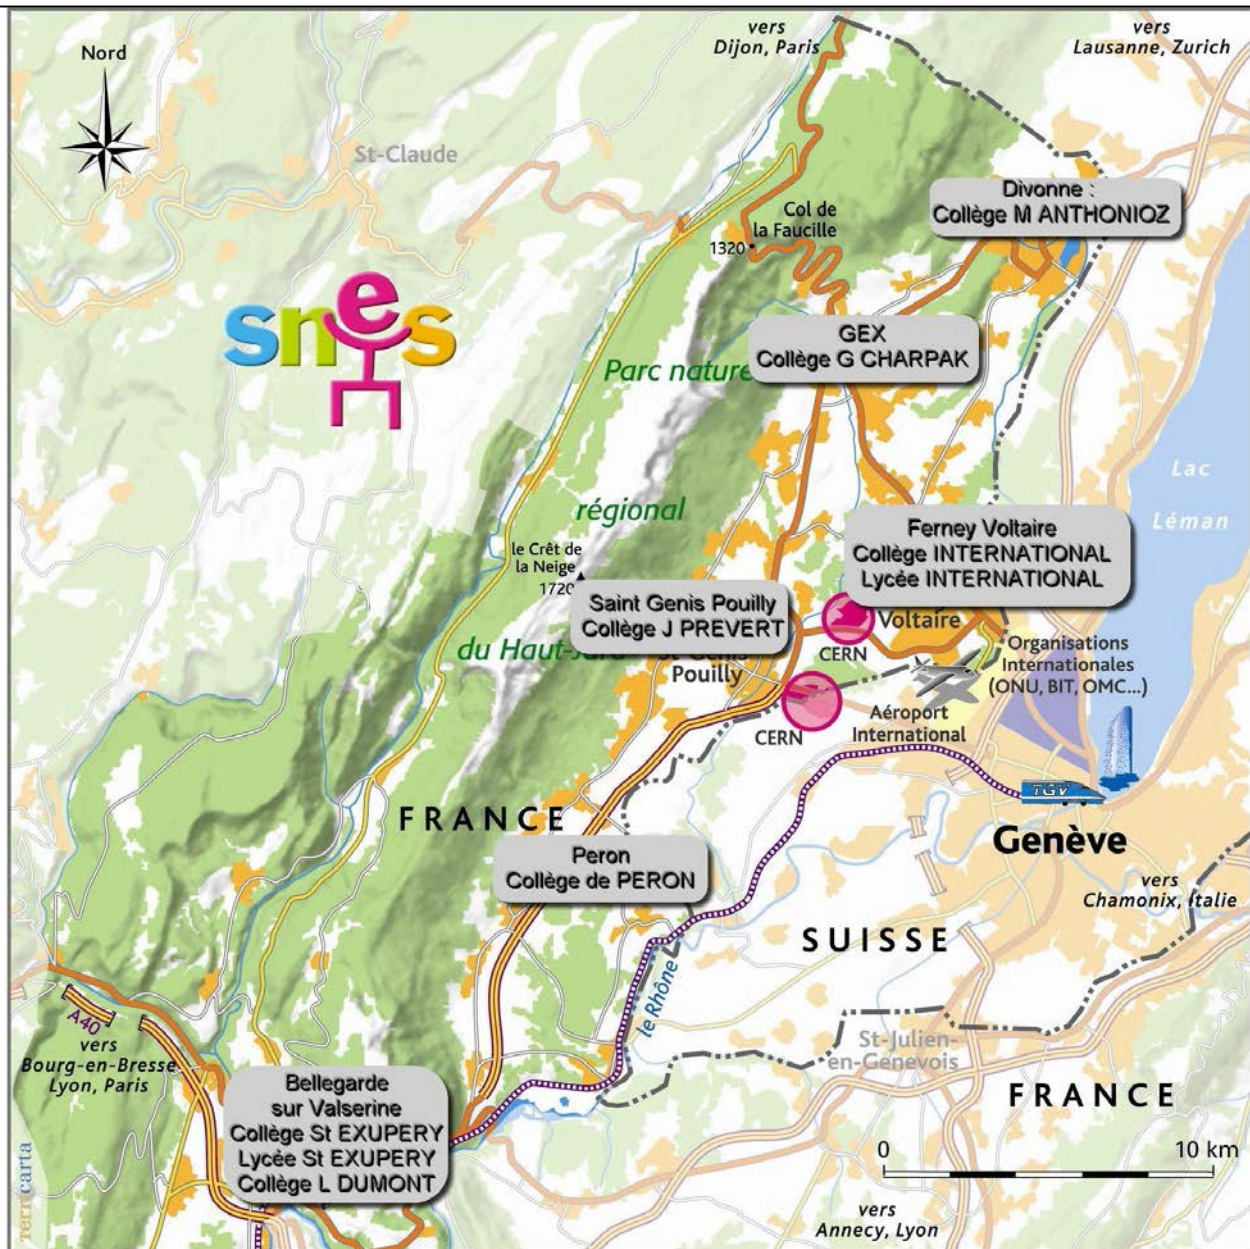 vers
Dijon, Paris
vers
Lausanne, Zurich
Nord
St-Claude
Divonne :
Collège M ANTHONIOZ
Col de
la Faucille
1320
snes
GEX
Collège G CHARPAK
Parc nature
Lac
Léman
régional
Ferney Voltaire
Collège INTERNATIONAL
Lycée INTERNATIONAL
le Crêt de
la Neige
1720
Saint Genis Pouilly
Collège J PREVERT
Voltaire
CERN
du Haut-Jura
St-Genis
Pouilly
Organisations
Internationales
(ONU, BIT, OMC...)
CERN
Aéroport
International
TGV
Genève
FRANCE
Peron
Collège de PERON
vers
Chamonix, Italie
SUISSE
le Rhône
A40
vers
Bourg-en-Bresse
Lyon, Paris
St-Julien-
en-Genevois
Bellegarde
sur Valserine
Collège St EXUPERY
Lycée St EXUPERY
Collège L DUMONT
FRANCE
0 10 km
vers
Annecy, Lyon
terre carta